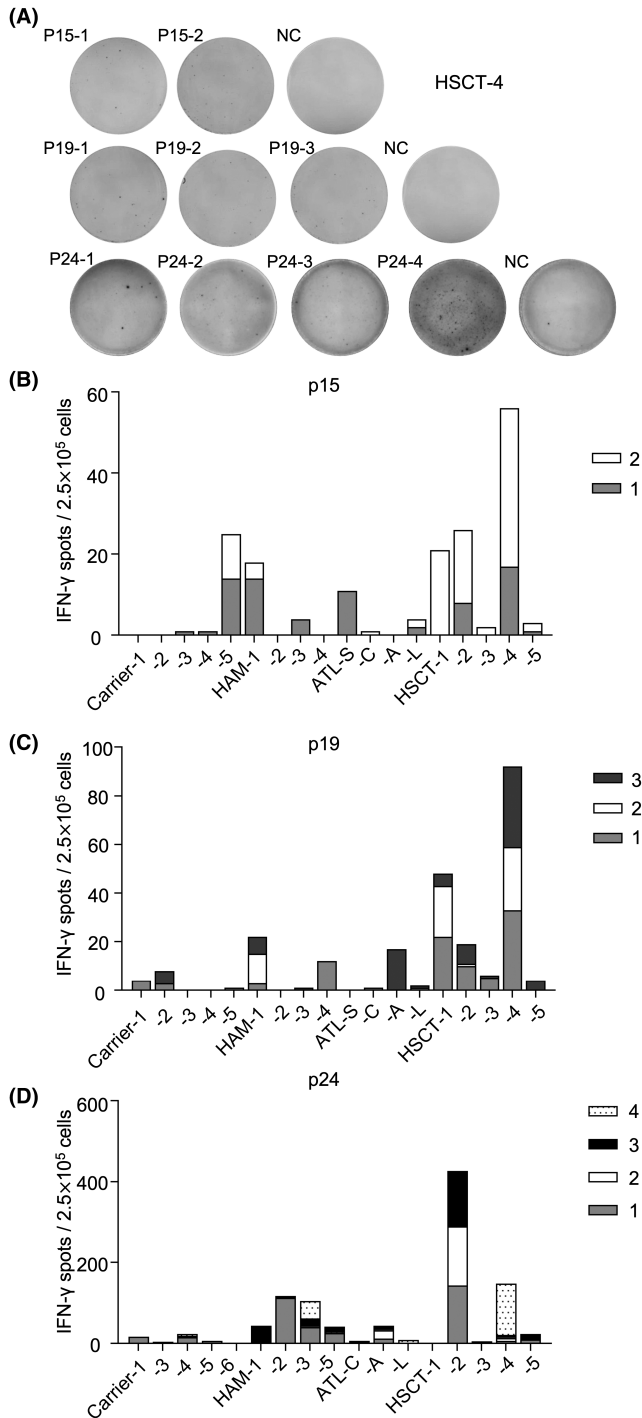 (A)
P15-1 P15-2 NC
HSCT-4
P19-1 P19-2 P19-3 NC
P24-1 P24-2 P24-3 P24-4 NC
(B)
p15
IFN-γ spots / 2.5×10⁵ cells
60
40
20
0
Carrier-1 -2 -3 -4 -5 HAM-1 -2 -3 -4 ATL-S -C -A -L HSCT-1 -2 -3 -4 -5
2
1
(C)
p19
IFN-γ spots / 2.5×10⁵ cells
100
80
60
40
20
0
Carrier-1 -2 -3 -4 -5 HAM-1 -2 -3 -4 ATL-S -C -A -L HSCT-1 -2 -3 -4 -5
3
2
1
(D)
p24
IFN-γ spots / 2.5×10⁵ cells
600
400
200
0
Carrier-1 -3 -4 -5 -6 HAM-1 -2 -3 -5 ATL-C -A -L HSCT-1 -2 -3 -4 -5
4
3
2
1